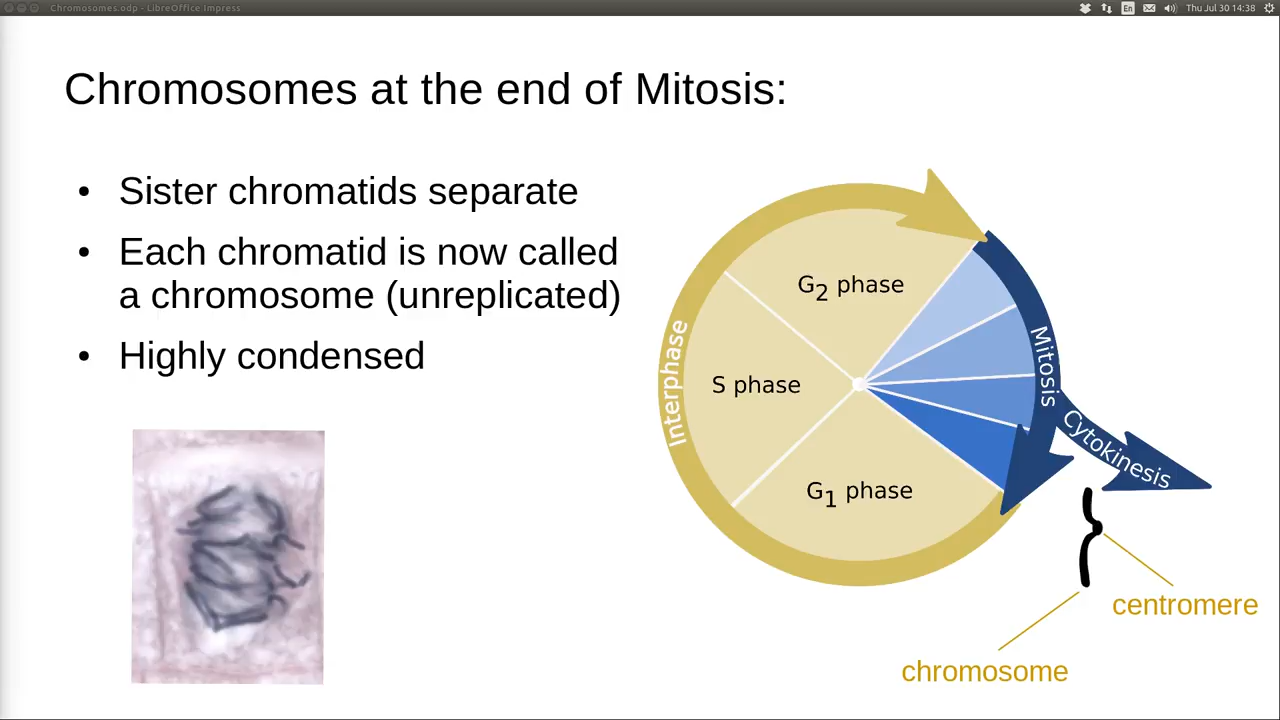 Chromosomes.odp - LibreOffice Impress
En
Thu Jul 30 14:38
Chromosomes at the end of Mitosis:
• Sister chromatids separate
• Each chromatid is now called
a chromosome (unreplicated)
• Highly condensed
G2 phase
S phase
G1 phase
Interphase
Mitosis
Cytokinesis
centromere
chromosome